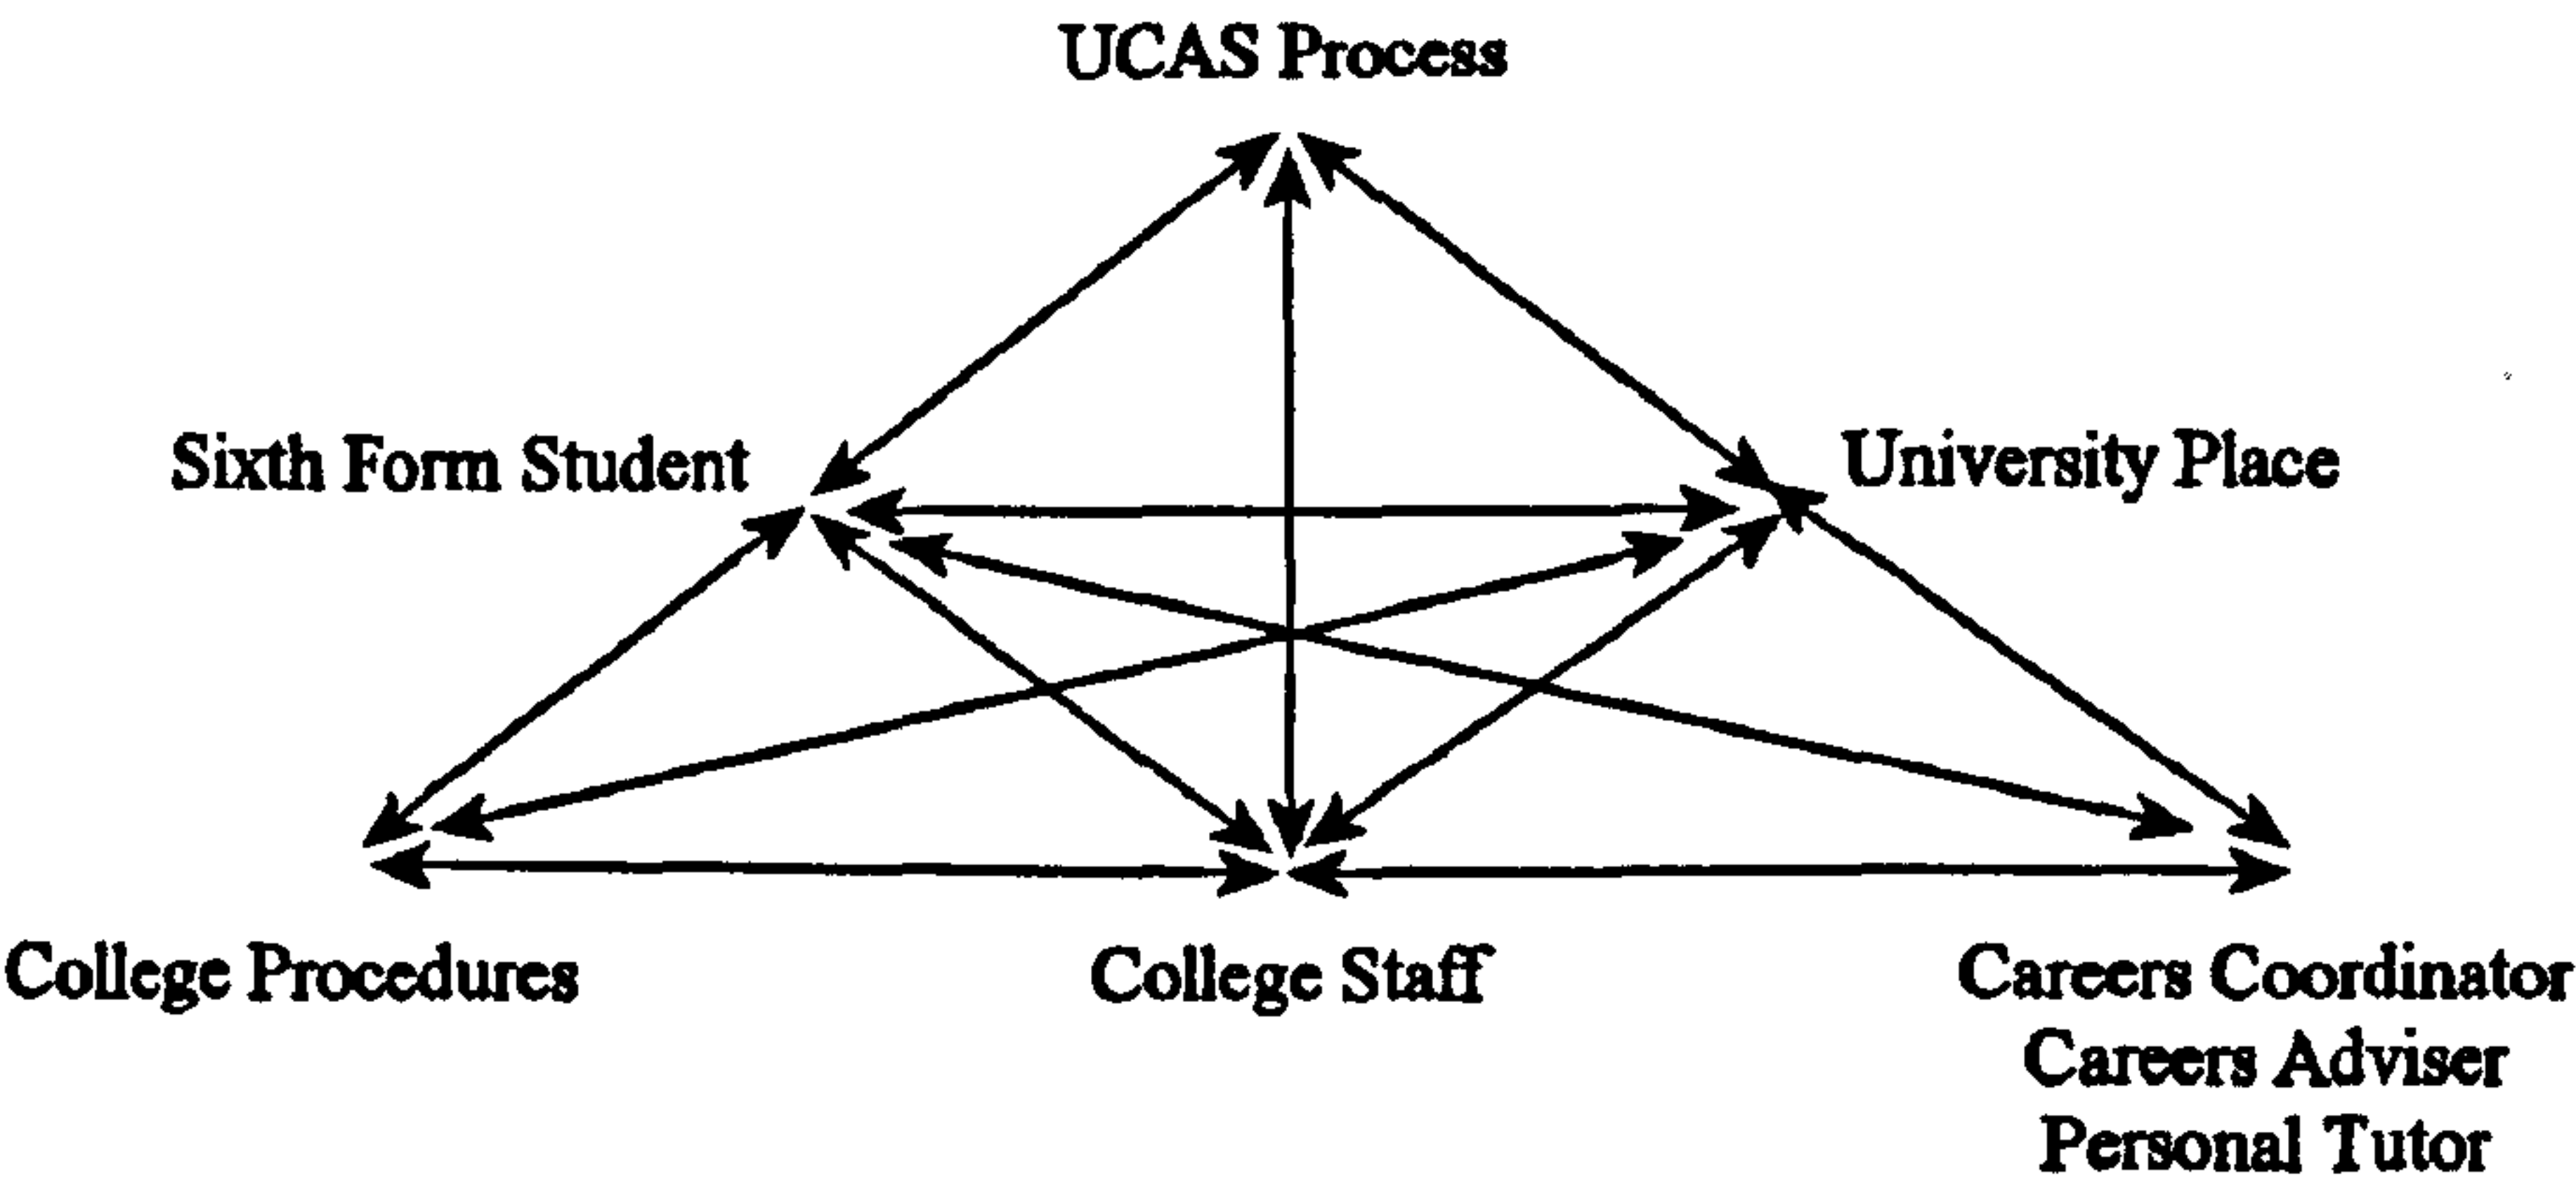 UCAS Process
Sixth Form Student
University Place
College Procedures
College Staff
Careers Coordinator
Careers Adviser
Personal Tutor